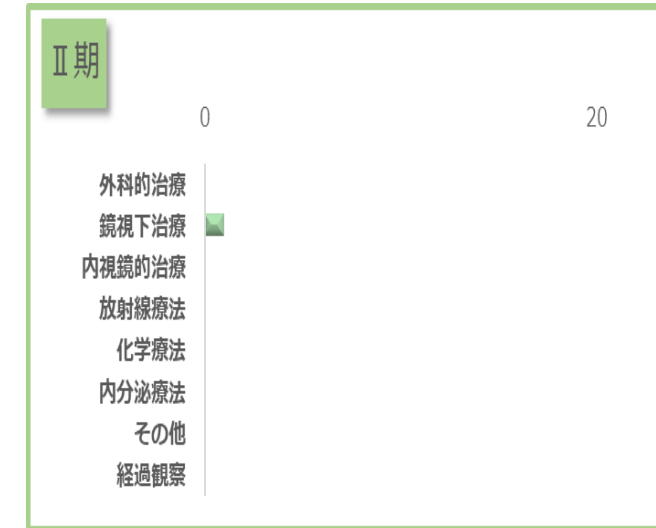 Ⅱ期
0 20
外科的治療
鏡視下治療
内視鏡的治療
放射線療法
化学療法
内分泌療法
その他
経過観察